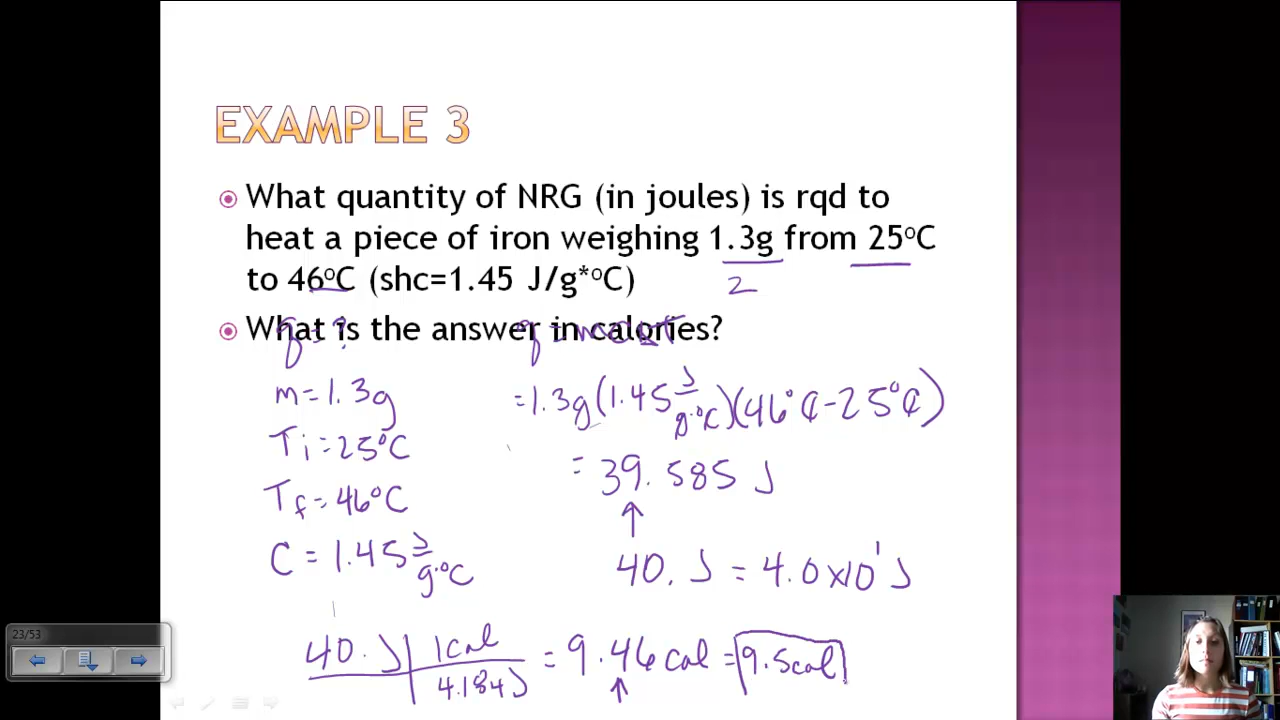 EXAMPLE 3
What quantity of NRG (in joules) is rqd to
heat a piece of iron weighing 1.3g from 25°C
to 46°C (shc=1.45 J/g*°C)
2
What is the answer in calories?
q = ? q = mcΔT
m = 1.3g = 1.3g (1.45 J/g·°C)(46°C - 25°C)
Ti = 25°C
= 39.585 J
Tf = 46°C
C = 1.45 J/g·°C
40. J = 4.0x10¹ J
23/53
40. J | 1cal / 4.184J = 9.46 cal = 9.5cal